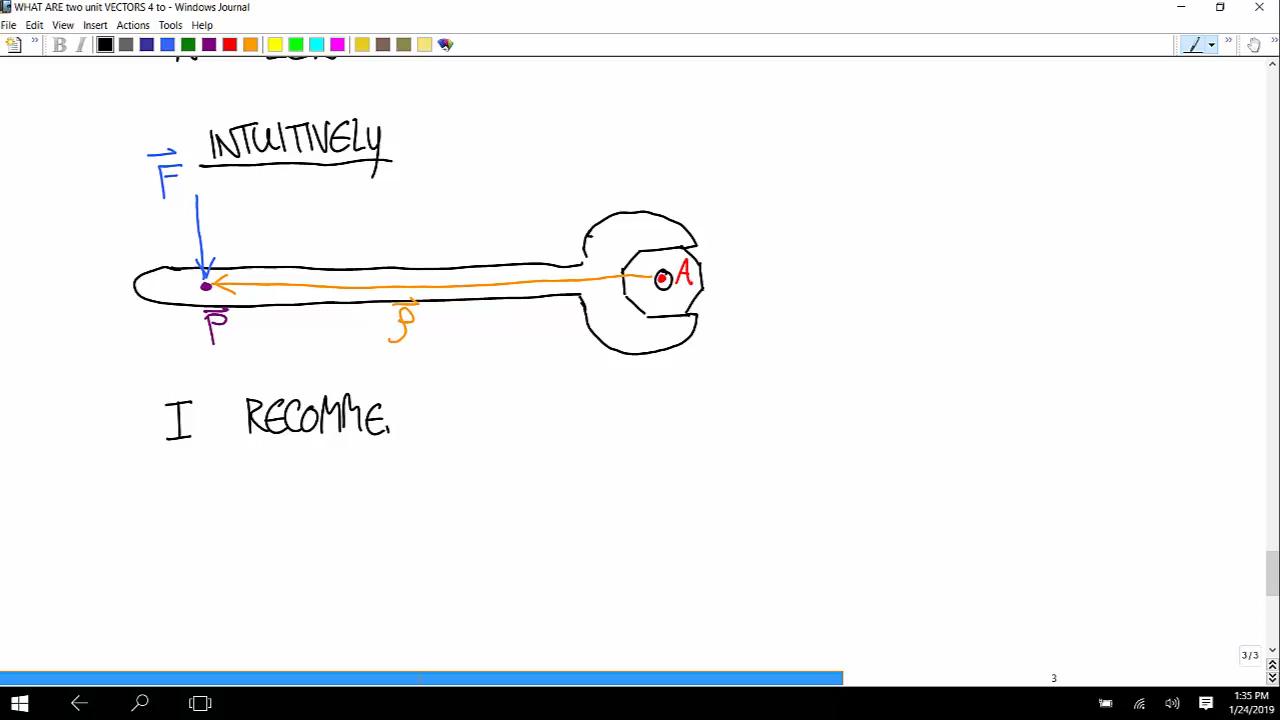 WHAT ARE two unit VECTORS 4 to - Windows Journal
File Edit View Insert Actions Tools Help
B I
INTUITIVELY
F
A
P
ρ
I RECOMME
3/3
3
1:35 PM
1/24/2019